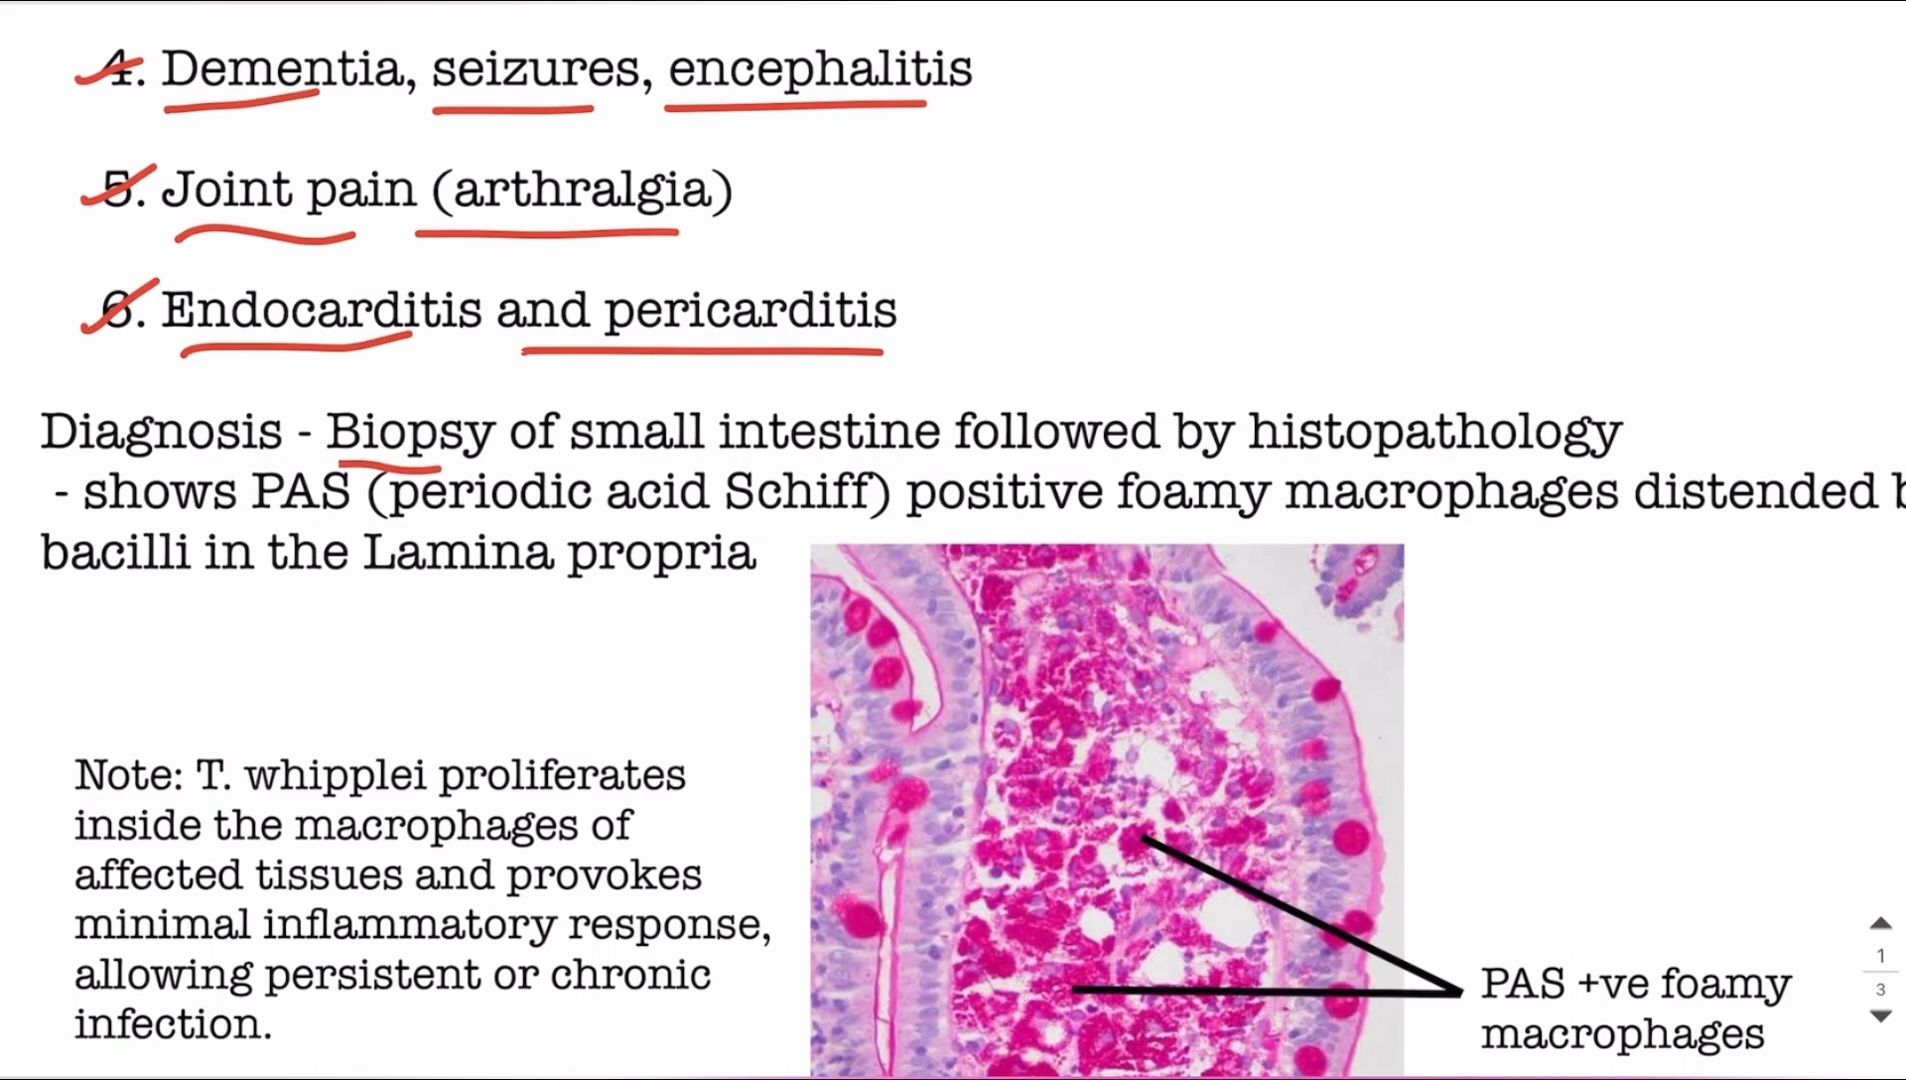 4. Dementia, seizures, encephalitis
5. Joint pain (arthralgia)
6. Endocarditis and pericarditis
Diagnosis - Biopsy of small intestine followed by histopathology
- shows PAS (periodic acid Schiff) positive foamy macrophages distended
bacilli in the Lamina propria
Note: T. whipplei proliferates
inside the macrophages of
affected tissues and provokes
minimal inflammatory response,
allowing persistent or chronic
infection.
PAS +ve foamy
macrophages
1
3